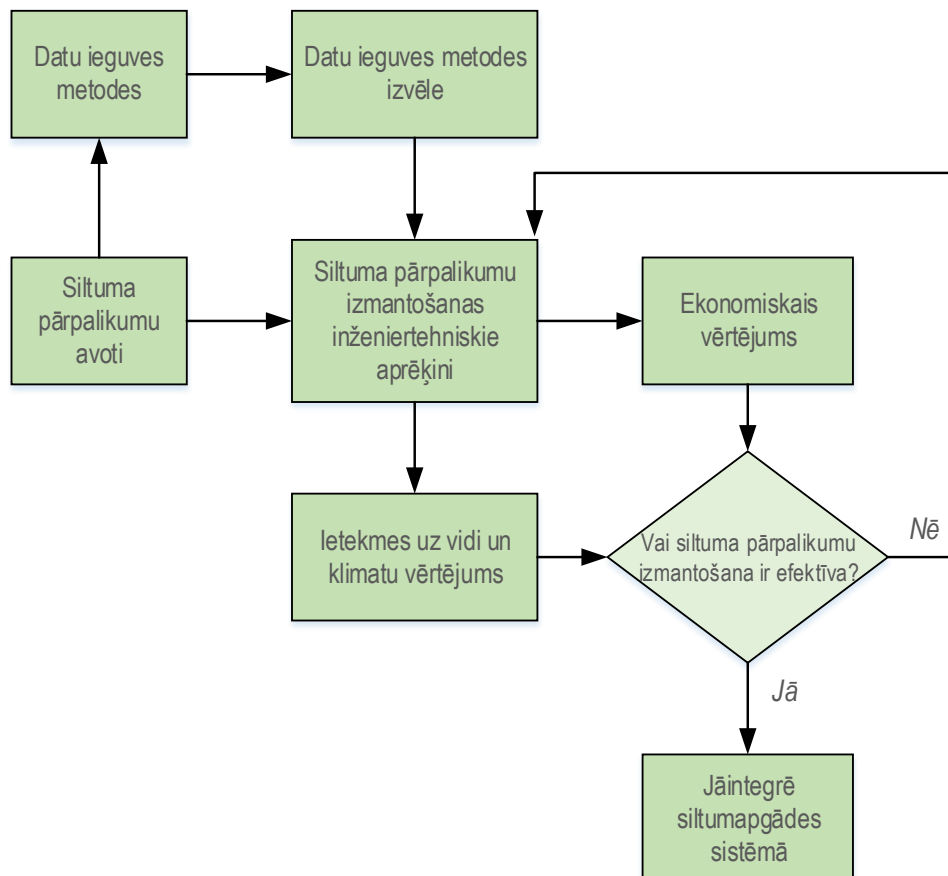 Datu ieguves
metodes
Datu ieguves metodes
izvēle
Siltuma
pārpalikumu
avoti
Siltuma pārpalikumu
izmantošanas
inženiertehniskie
aprēķini
Ekonomiskais
vērtējums
Ietekmes uz vidi un
klimatu vērtējums
Vai siltuma pārpalikumu
izmantošana ir efektīva?
Nē
Jā
Jāintegrē
siltumapgādes
sistēmā